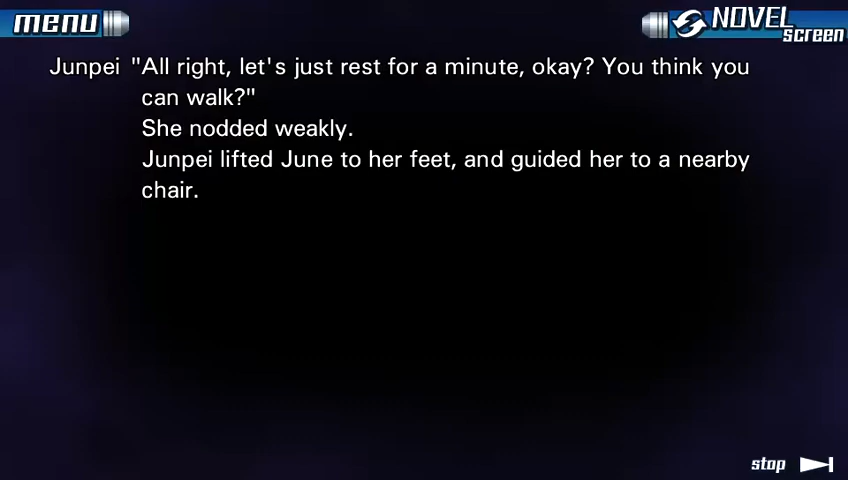 menu
NOVEL
screen
Junpei "All right, let's just rest for a minute, okay? You think you
can walk?"
She nodded weakly.
Junpei lifted June to her feet, and guided her to a nearby
chair.
stop